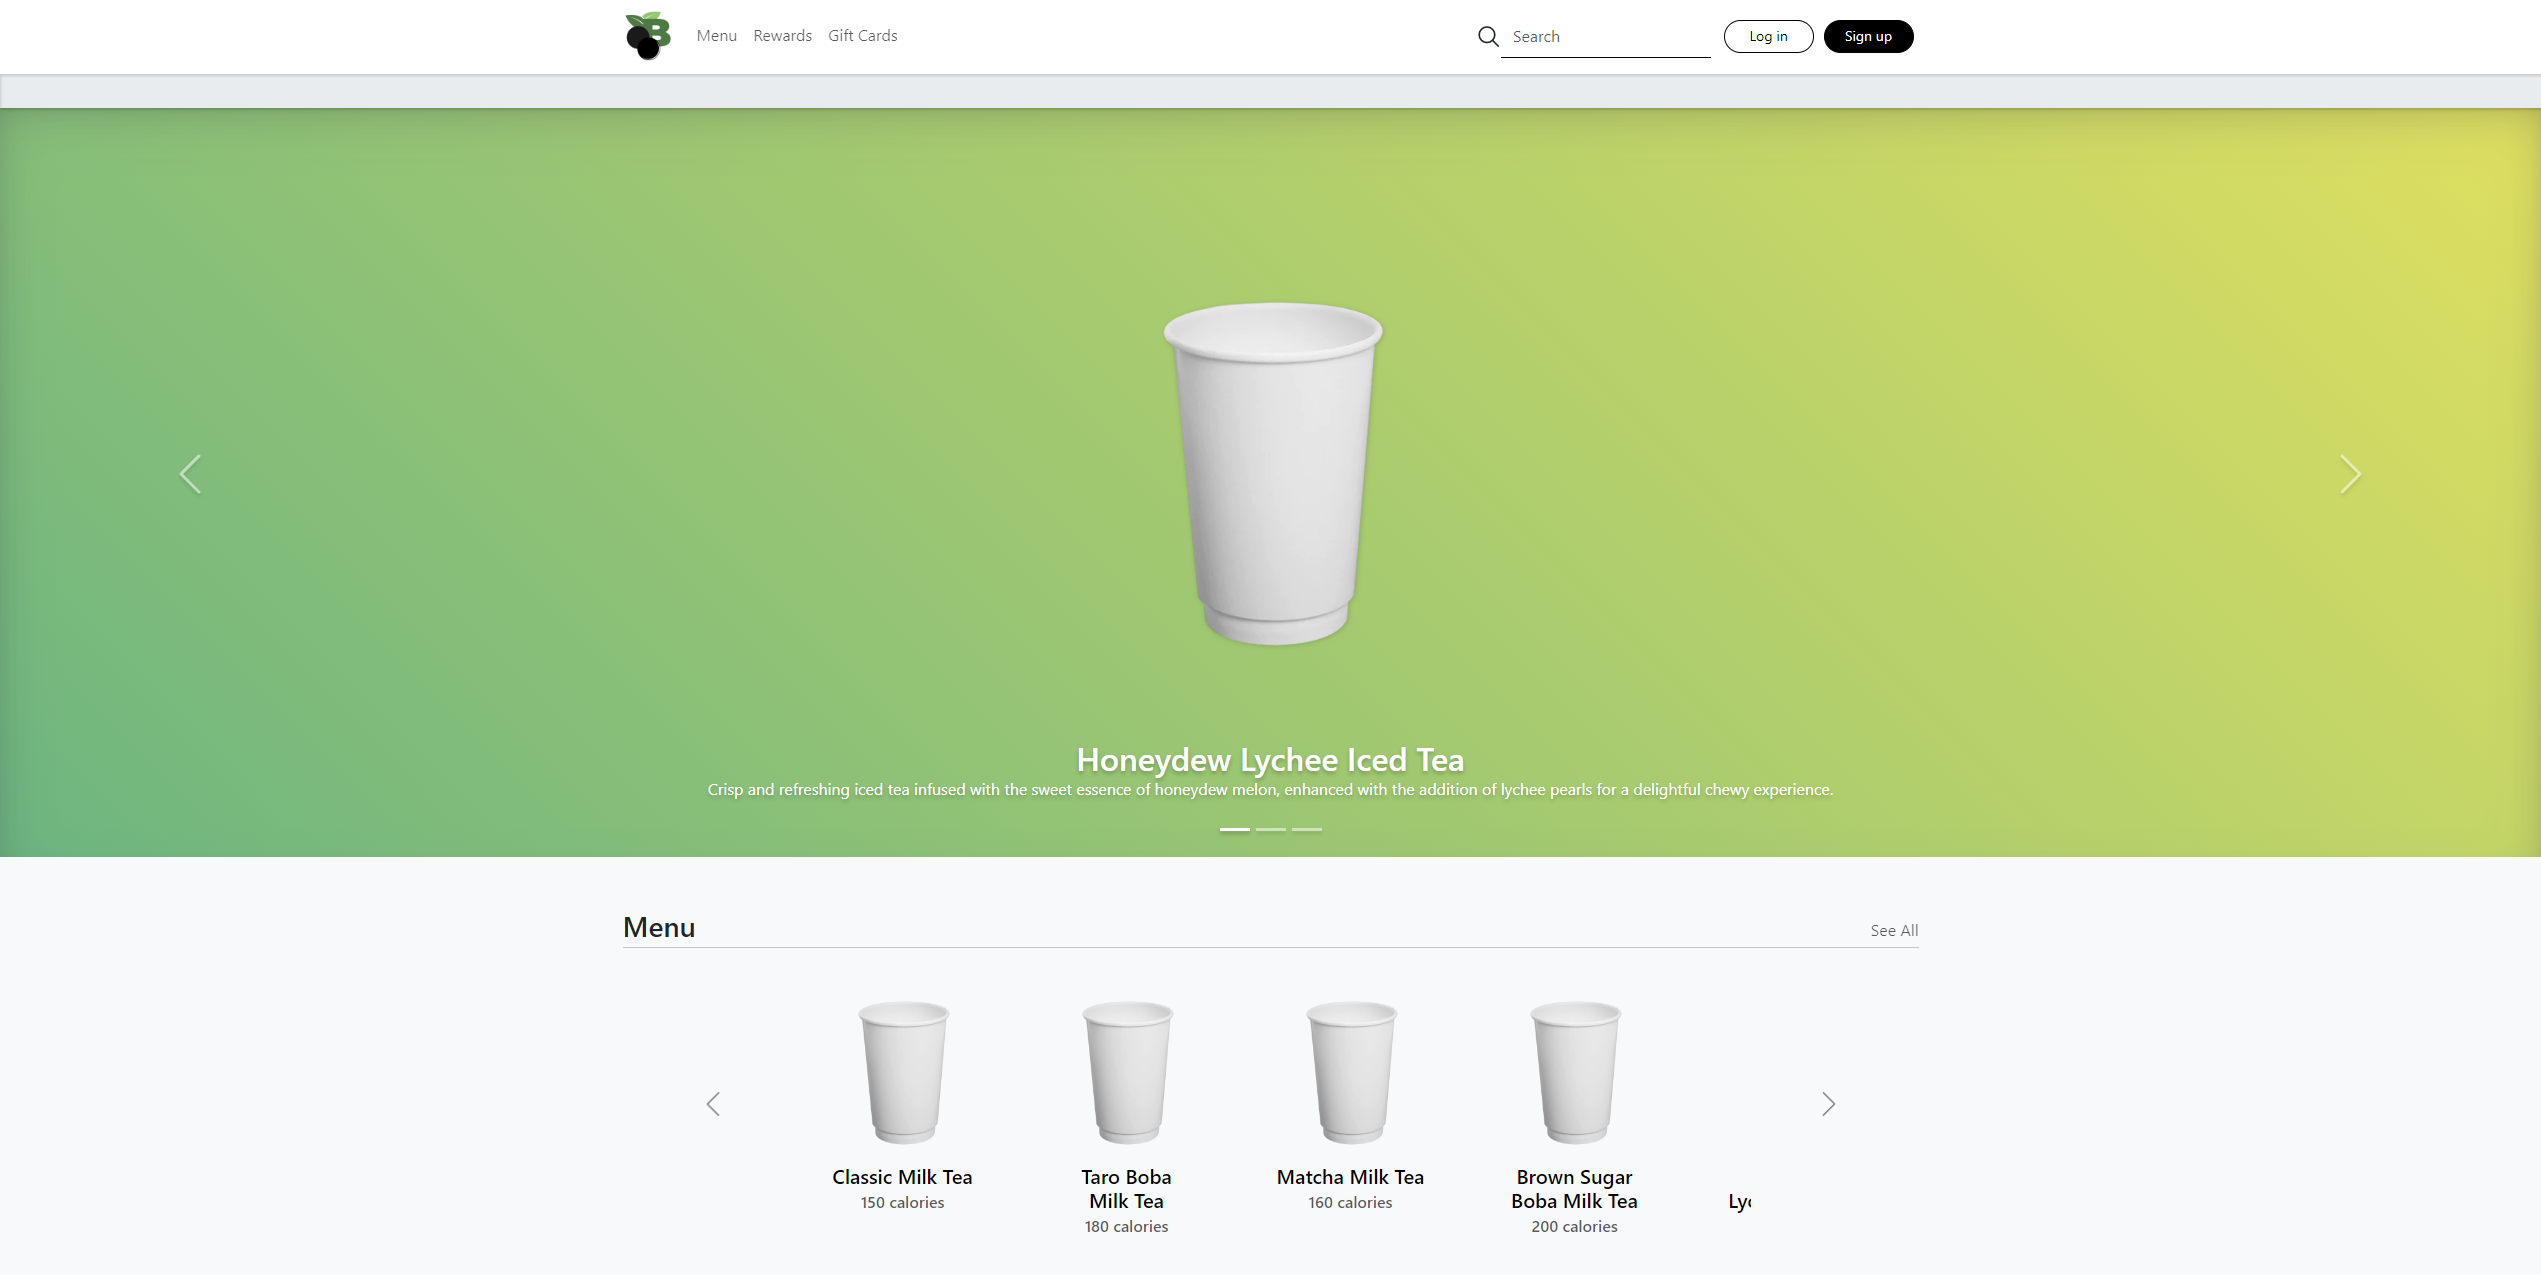 B
Menu Rewards Gift Cards
Search
Log in
Sign up
Honeydew Lychee Iced Tea
Crisp and refreshing iced tea infused with the sweet essence of honeydew melon, enhanced with the addition of lychee pearls for a delightful chewy experience.
Menu
See All
Classic Milk Tea
150 calories
Taro Boba
Milk Tea
180 calories
Matcha Milk Tea
160 calories
Brown Sugar
Boba Milk Tea
200 calories